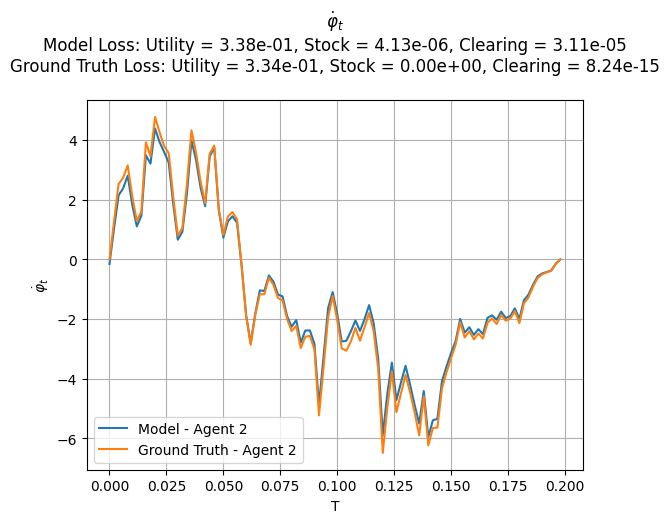 φ̇_t
Model Loss: Utility = 3.38e-01, Stock = 4.13e-06, Clearing = 3.11e-05
Ground Truth Loss: Utility = 3.34e-01, Stock = 0.00e+00, Clearing = 8.24e-15
4
2
0
−2
−4
−6
φ̇_t
Model - Agent 2
Ground Truth - Agent 2
0.000 0.025 0.050 0.075 0.100 0.125 0.150 0.175 0.200
T